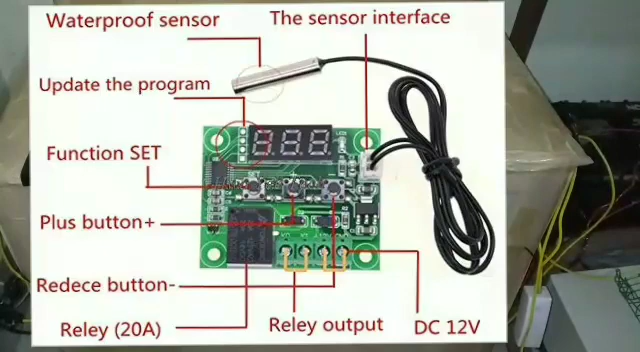 Waterproof sensor
The sensor interface
Update the program
Function SET
Plus button+
Redece button-
Reley (20A)
Reley output
DC 12V